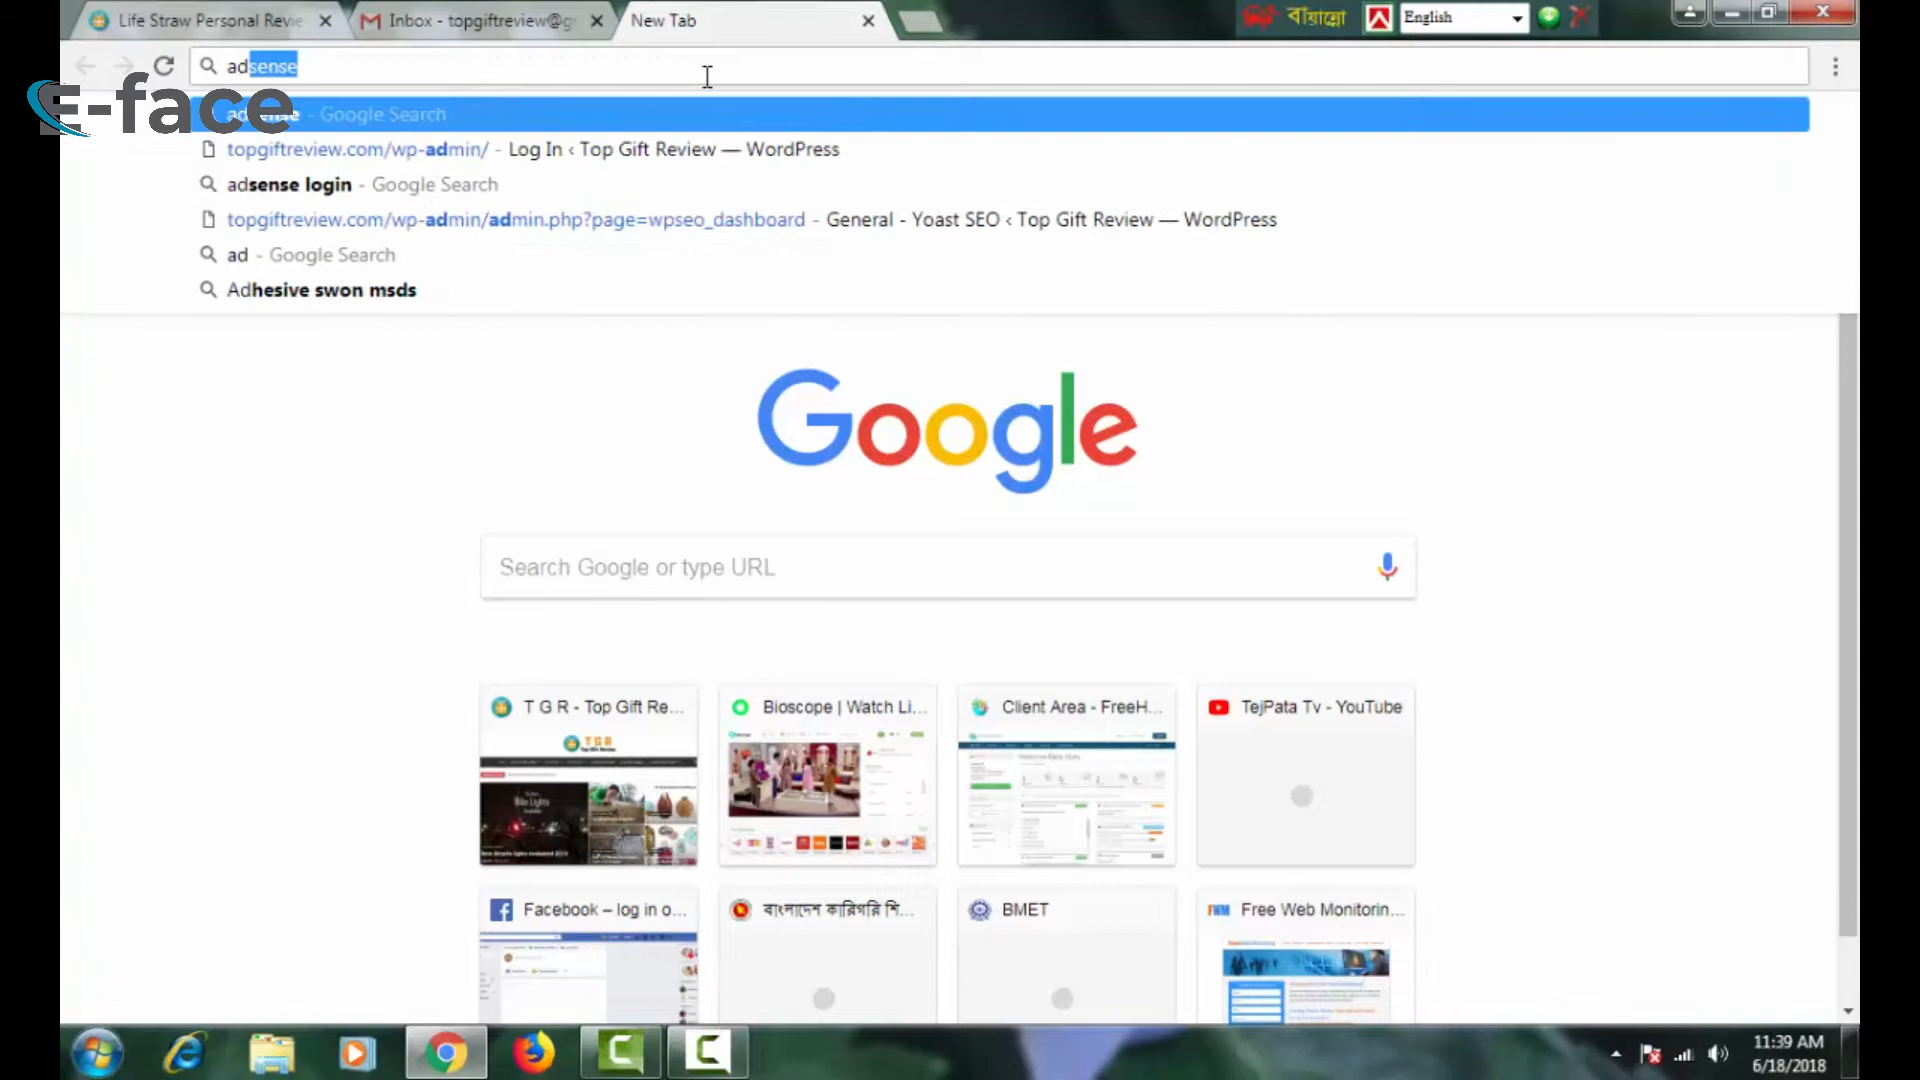 Life Straw Personal Revie
Inbox - topgiftreview@g
New Tab
বায়ান্নো
English
adsense
E-face
adsense - Google Search
topgiftreview.com/wp-admin/ - Log In ‹ Top Gift Review — WordPress
adsense login - Google Search
topgiftreview.com/wp-admin/admin.php?page=wpseo_dashboard - General - Yoast SEO ‹ Top Gift Review — WordPress
ad - Google Search
Adhesive swon msds
Google
Search Google or type URL
T G R - Top Gift Re...
Bioscope | Watch Li...
Client Area - FreeH...
TejPata Tv - YouTube
T G R
Facebook – log in o...
বাংলাদেশ কারিগরি শি...
BMET
Free Web Monitorin...
11:39 AM
6/18/2018